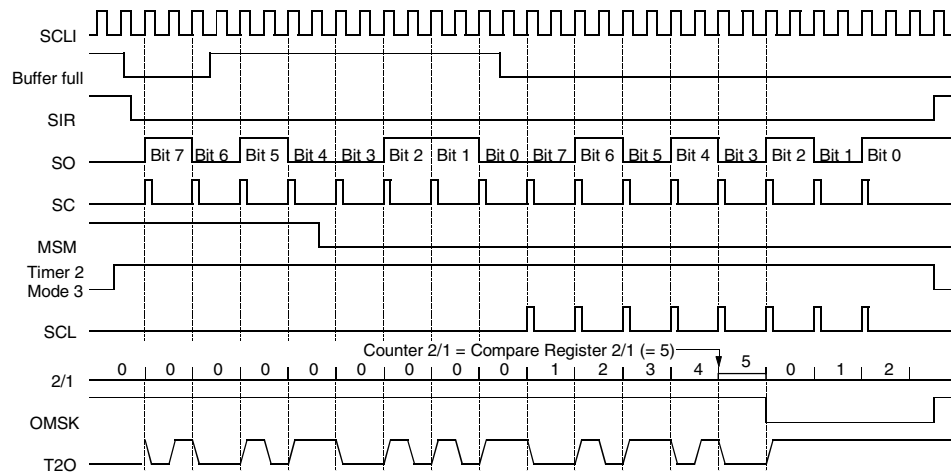 SCLI
Buffer full
SIR
SO Bit 7 Bit 6 Bit 5 Bit 4 Bit 3 Bit 2 Bit 1 Bit 0 Bit 7 Bit 6 Bit 5 Bit 4 Bit 3 Bit 2 Bit 1 Bit 0
SC
MSM
Timer 2
Mode 3
SCL
Counter 2/1 = Compare Register 2/1 (= 5)
2/1 0 0 0 0 0 0 0 0 0 1 2 3 4 5 0 1 2
OMSK
T2O